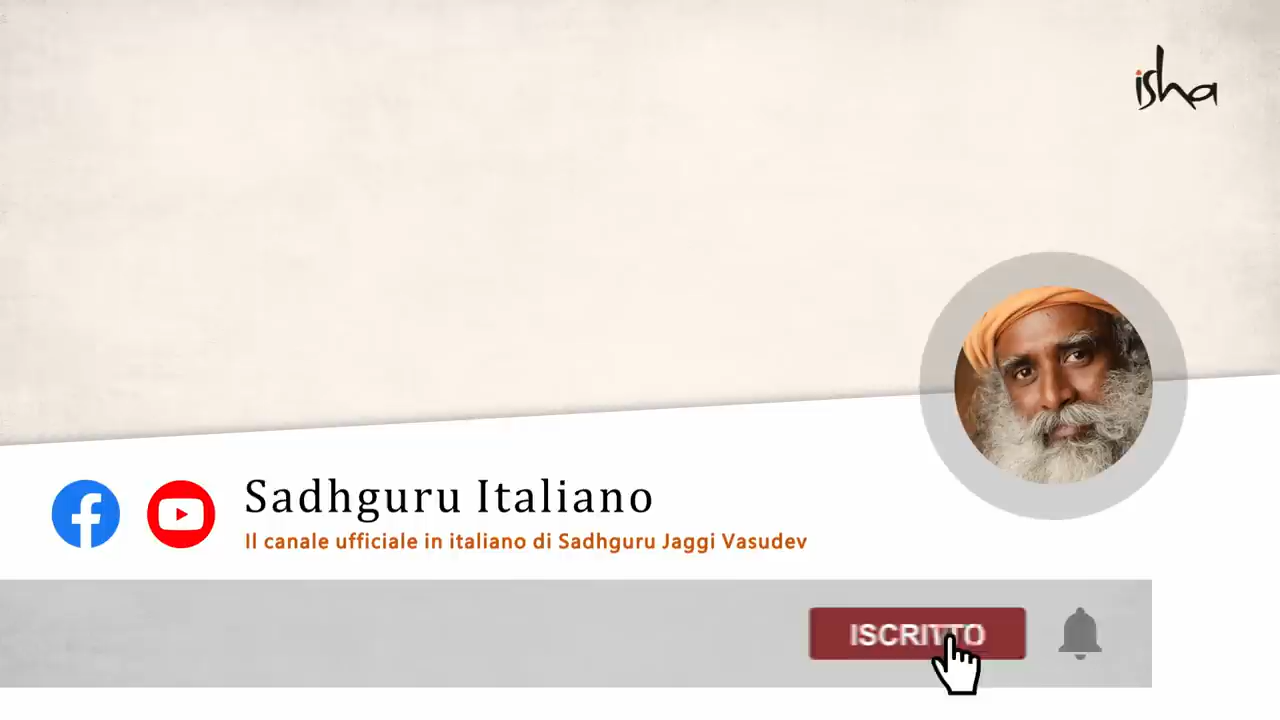 isha
Sadhguru Italiano
Il canale ufficiale in italiano di Sadhguru Jaggi Vasudev
ISCRITTO